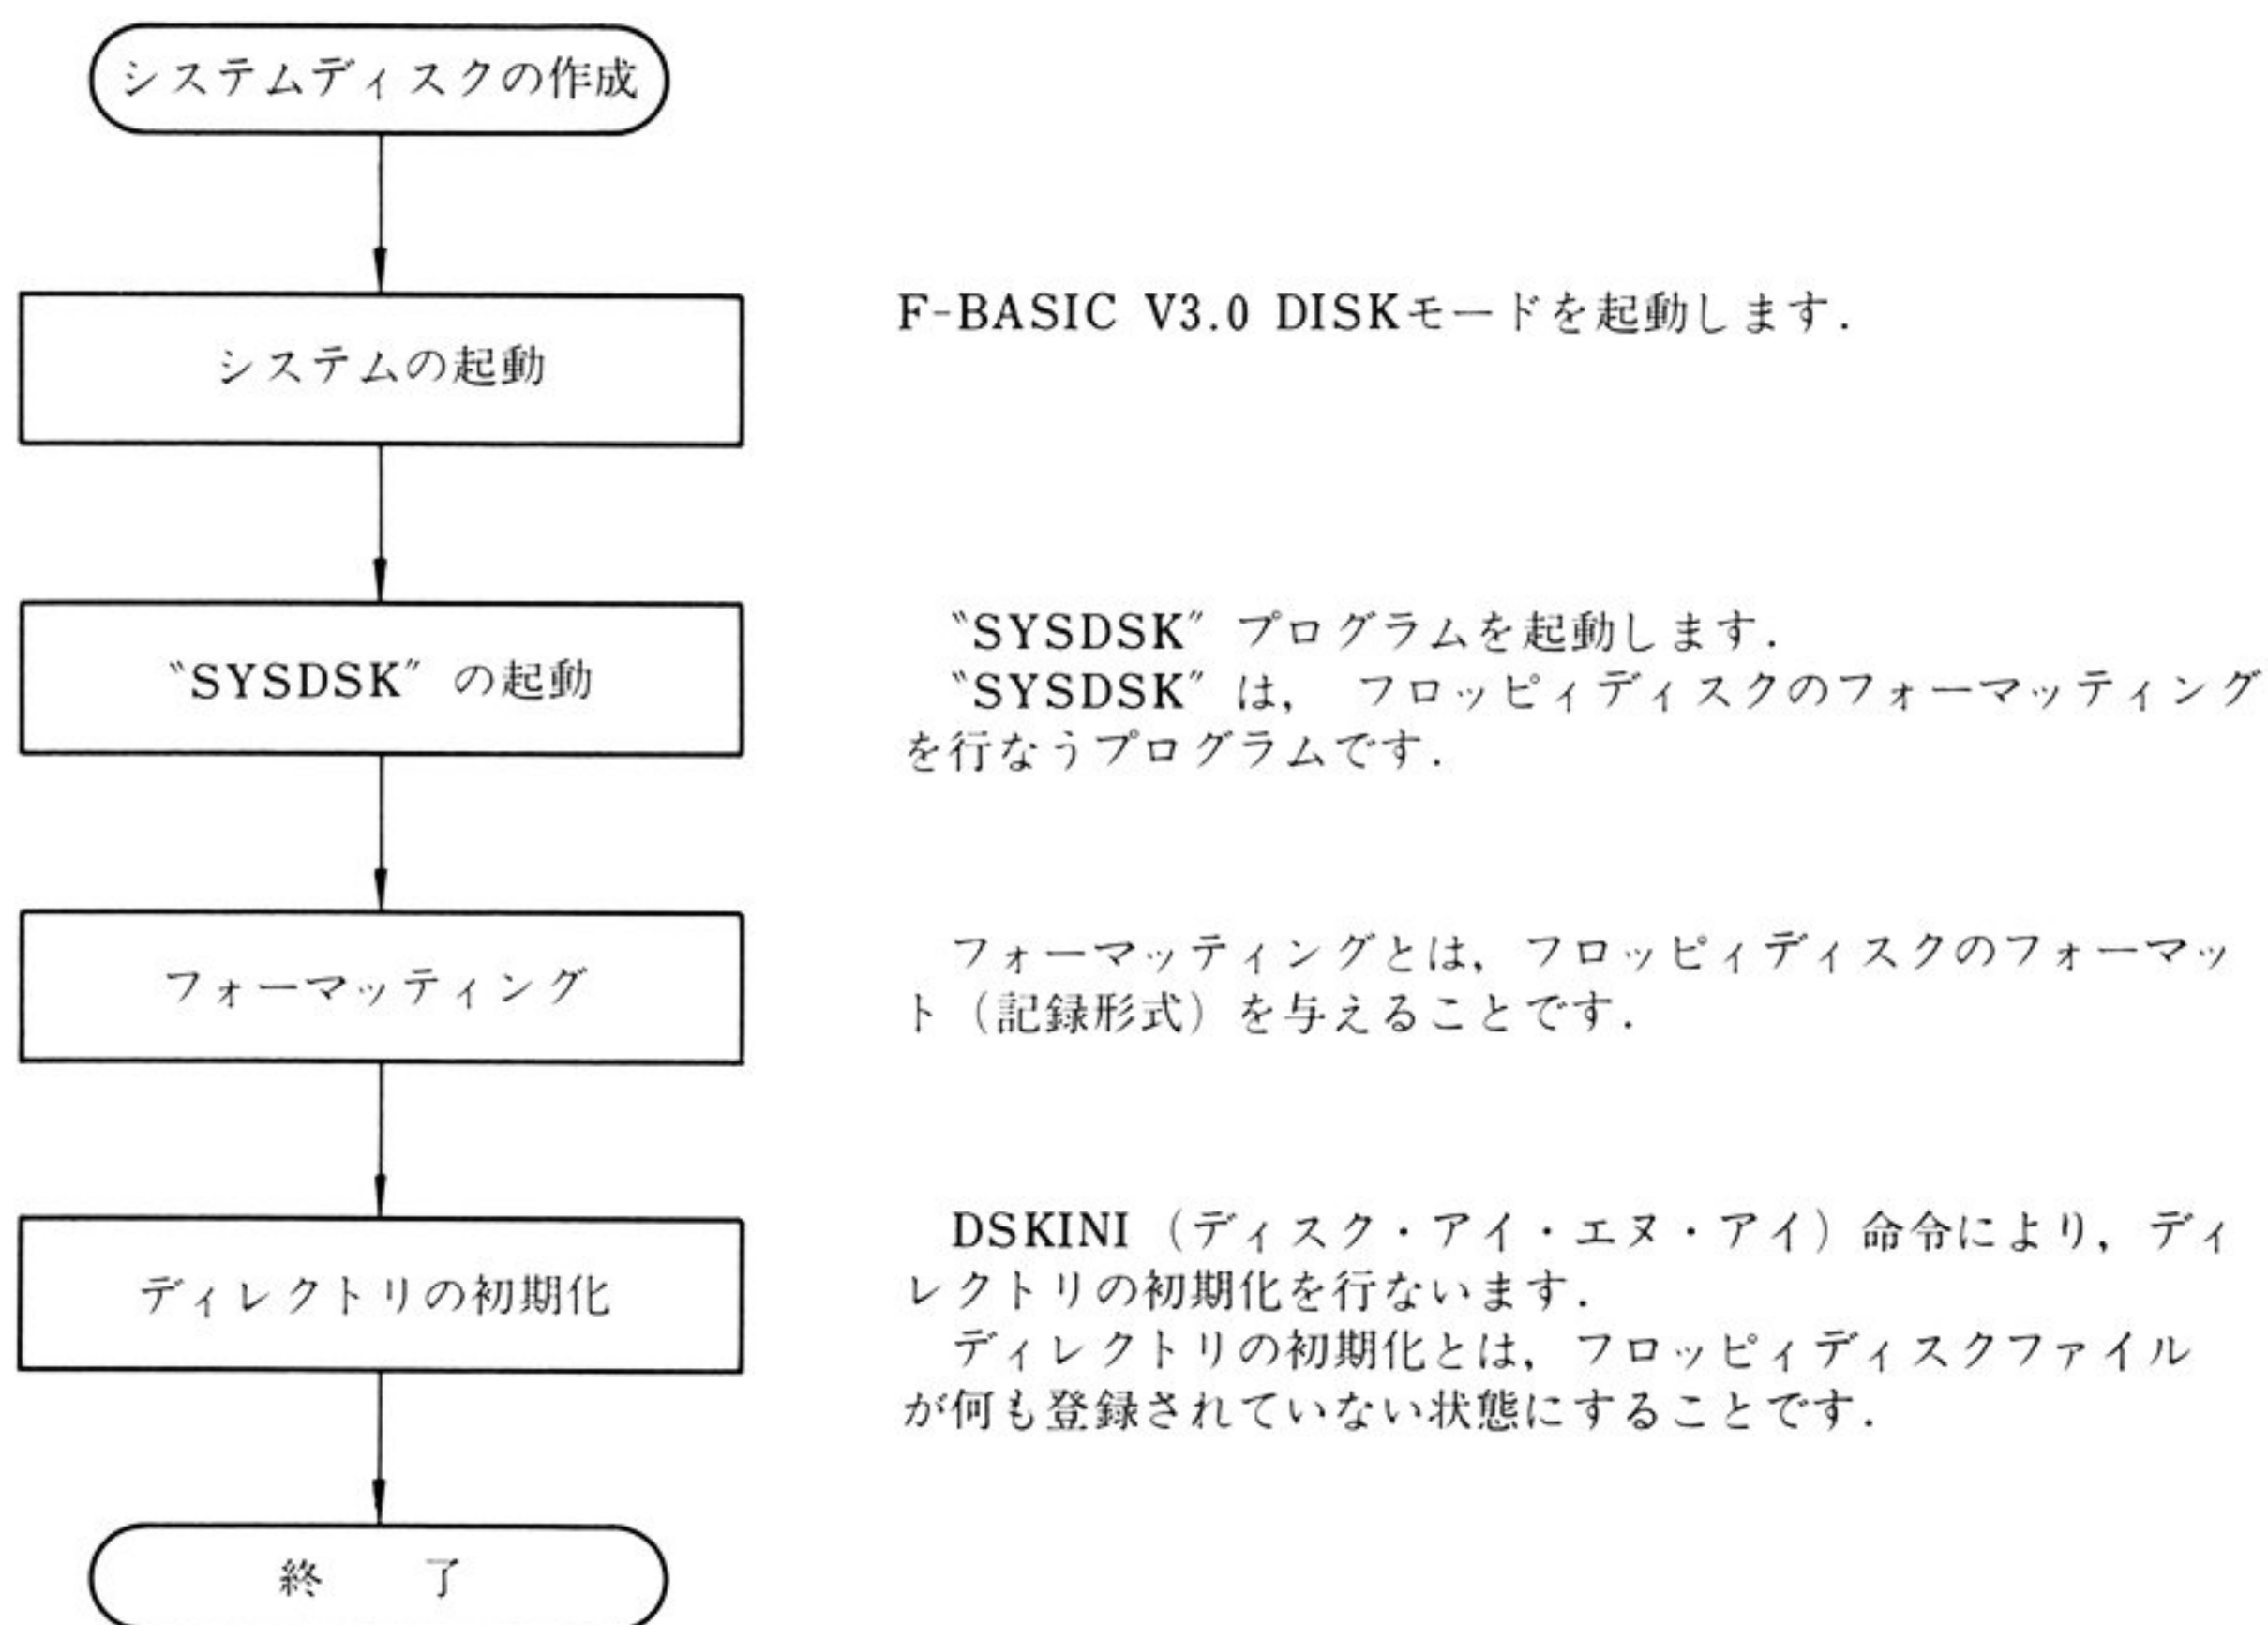 システムディスクの作成
システムの起動
F-BASIC V3.0 DISKモードを起動します.
〝SYSDSK〞の起動
〝SYSDSK〞プログラムを起動します.
〝SYSDSK〞は, フロッピィディスクのフォーマッティング
を行なうプログラムです.
フォーマッティング
フォーマッティングとは, フロッピィディスクのフォーマッ
ト（記録形式）を与えることです.
ディレクトリの初期化
DSKINI（ディスク・アイ・エヌ・アイ）命令により, ディ
レクトリの初期化を行ないます.
ディレクトリの初期化とは, フロッピィディスクファイル
が何も登録されていない状態にすることです.
終　了